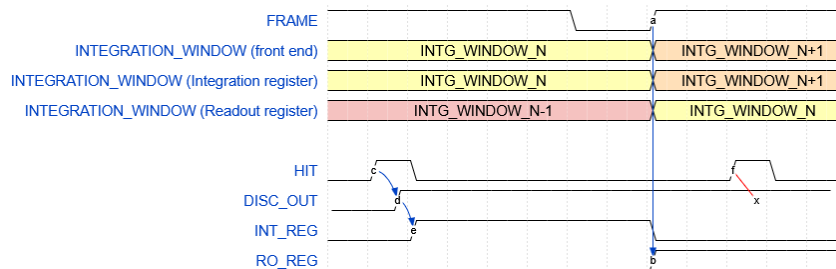 FRAME a
INTEGRATION_WINDOW (front end) INTG_WINDOW_N INTG_WINDOW_N+1
INTEGRATION_WINDOW (Integration register) INTG_WINDOW_N INTG_WINDOW_N+1
INTEGRATION_WINDOW (Readout register) INTG_WINDOW_N-1 INTG_WINDOW_N
HIT c f
DISC_OUT d x
INT_REG e
RO_REG b